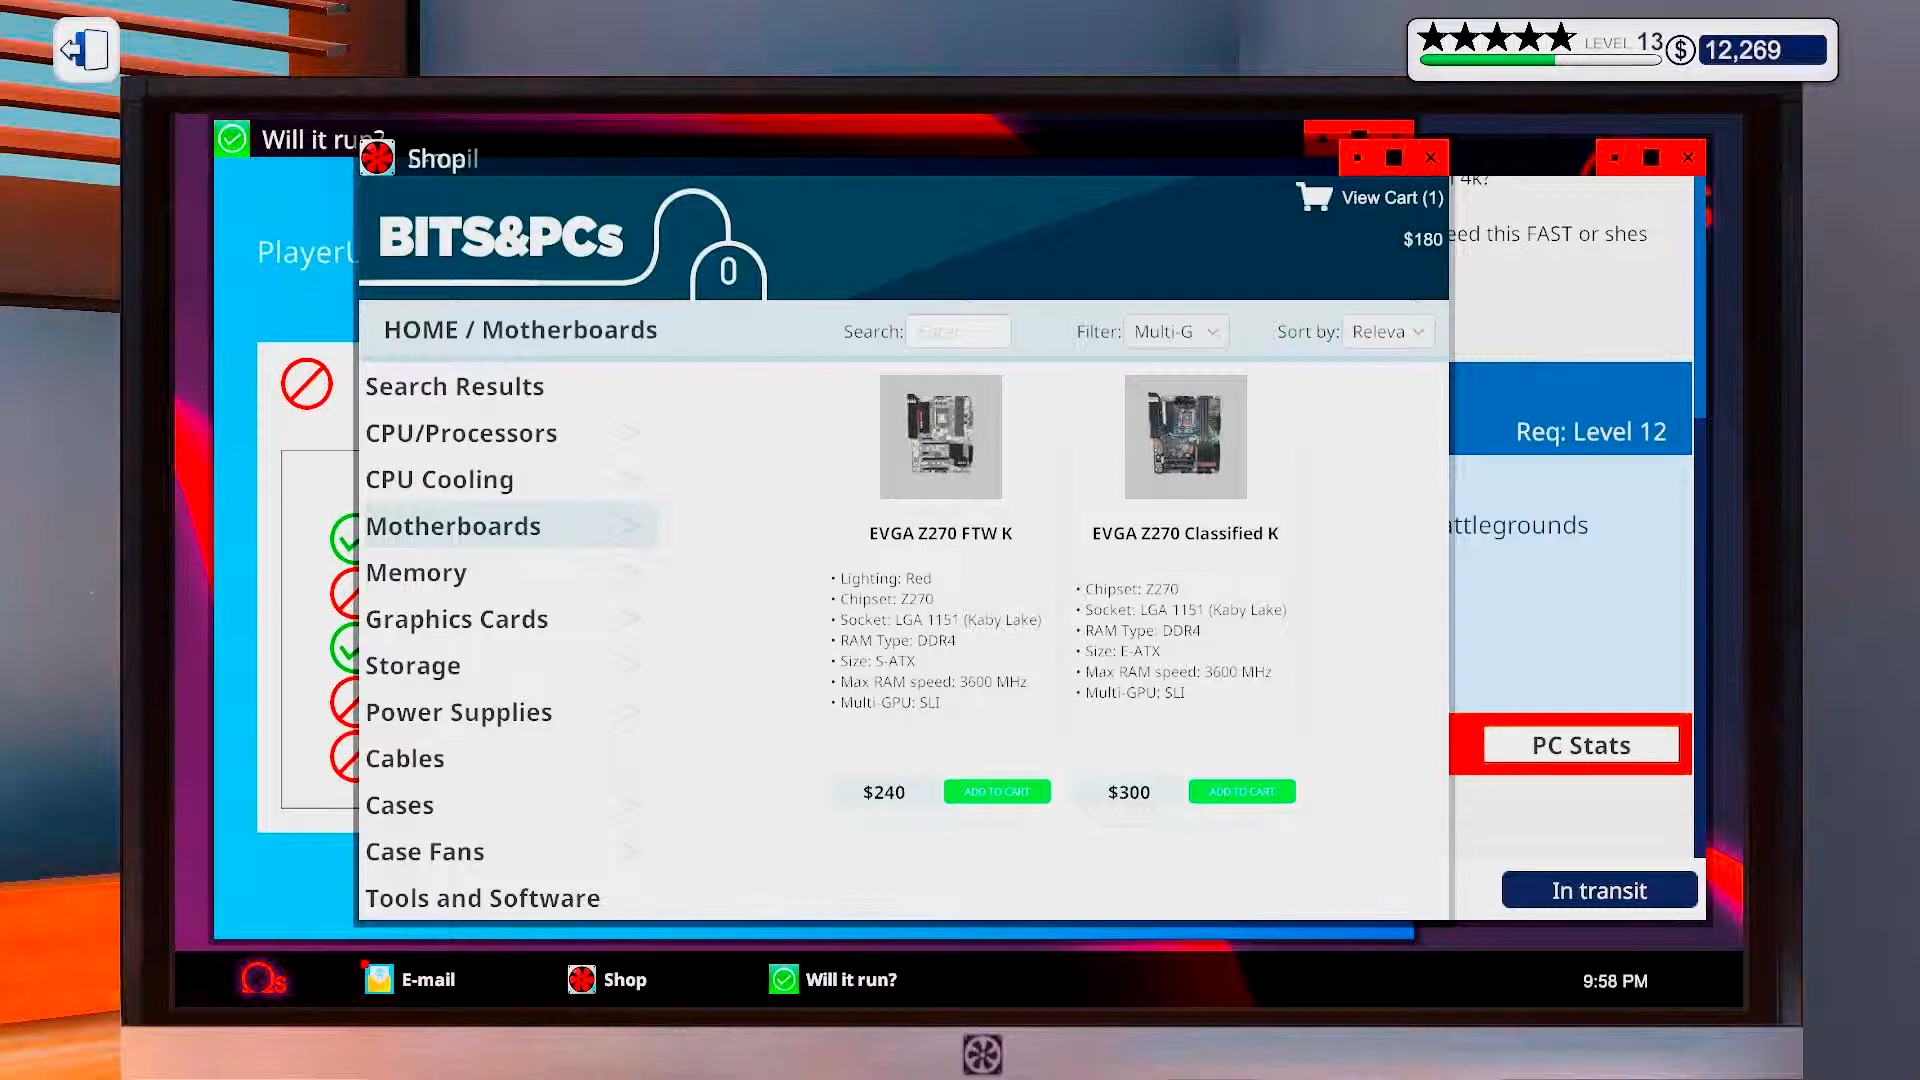 LEVEL 13
$ 12,269
Will it run?
Shop
View Cart (1)
$180
BITS&PCs
4k?
eed this FAST or shes
PlayerU
HOME / Motherboards
Search:
Enter...
Filter: Multi-G
Sort by: Releva
Search Results
CPU/Processors
CPU Cooling
Motherboards
Memory
Graphics Cards
Storage
Power Supplies
Cables
Cases
Case Fans
Tools and Software
EVGA Z270 FTW K
• Lighting: Red
• Chipset: Z270
• Socket: LGA 1151 (Kaby Lake)
• RAM Type: DDR4
• Size: S-ATX
• Max RAM speed: 3600 MHz
• Multi-GPU: SLI
$240
ADD TO CART
EVGA Z270 Classified K
• Chipset: Z270
• Socket: LGA 1151 (Kaby Lake)
• RAM Type: DDR4
• Size: E-ATX
• Max RAM speed: 3600 MHz
• Multi-GPU: SLI
$300
ADD TO CART
Req: Level 12
attlegrounds
PC Stats
In transit
E-mail
Shop
Will it run?
9:58 PM